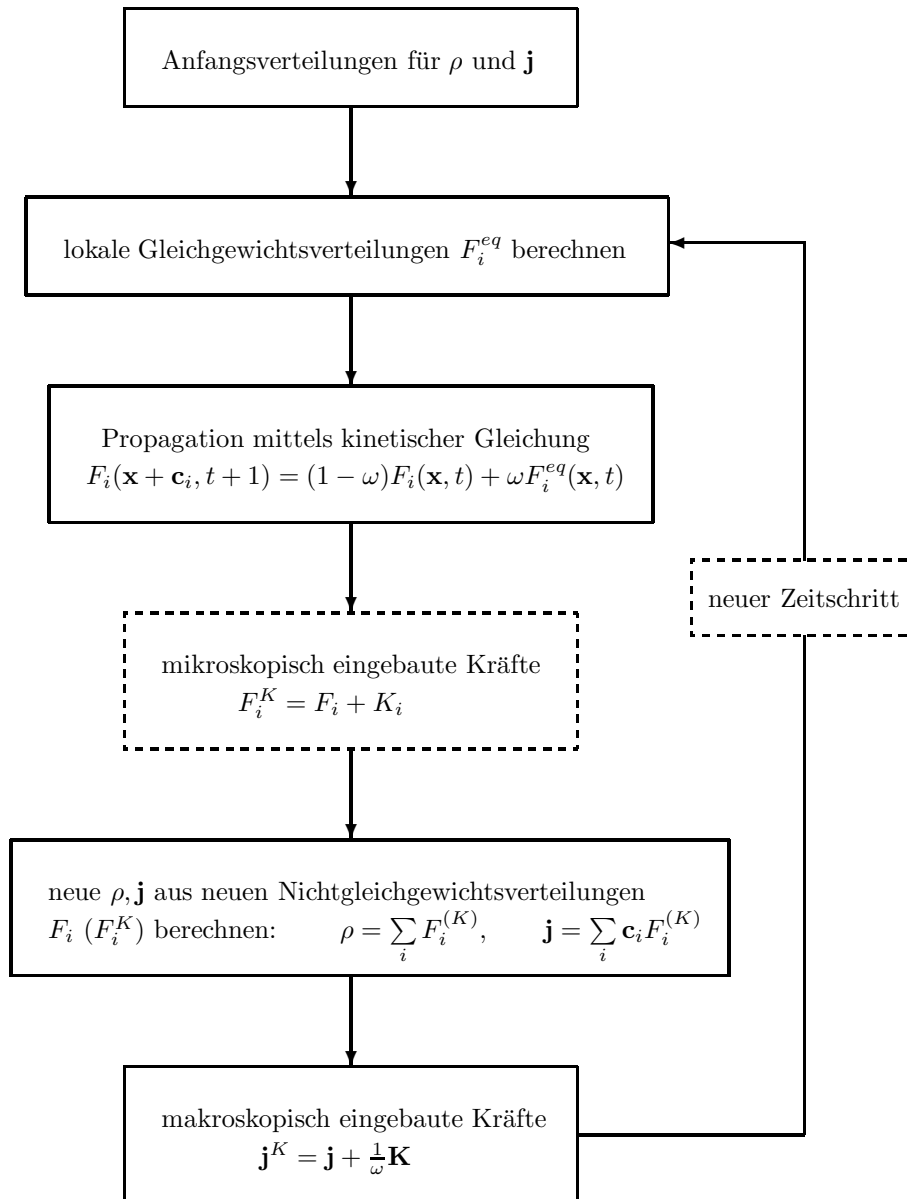 Anfangsverteilungen für ρ und j
lokale Gleichgewichtsverteilungen F_i^{eq} berechnen
Propagation mittels kinetischer Gleichung
F_i(x + c_i, t + 1) = (1 − ω)F_i(x, t) + ωF_i^{eq}(x, t)
neuer Zeitschritt
mikroskopisch eingebaute Kräfte
F_i^K = F_i + K_i
neue ρ, j aus neuen Nichtgleichgewichtsverteilungen
F_i (F_i^K) berechnen: ρ = ∑_i F_i^{(K)}, j = ∑_i c_i F_i^{(K)}
makroskopisch eingebaute Kräfte
j^K = j + \frac{1}{ω} K